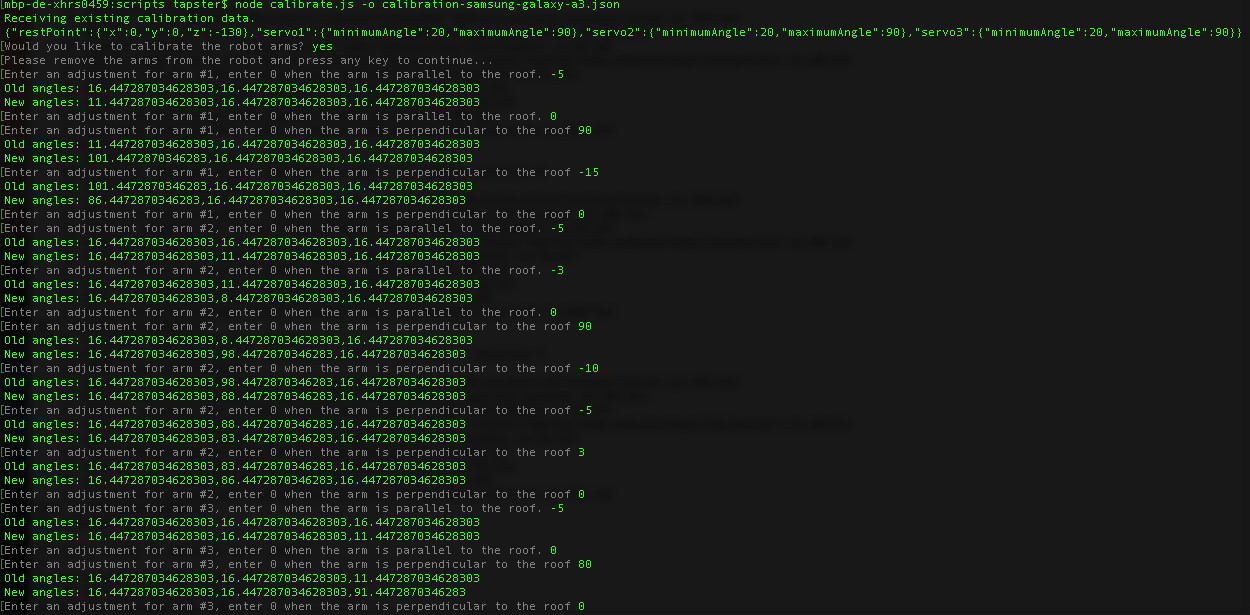 [mbp-de-xhrs0459:scripts tapster$ node calibrate.js -o calibration-samsung-galaxy-a3.json
Receiving existing calibration data.
{"restPoint":{"x":0,"y":0,"z":-130},"servo1":{"minimumAngle":20,"maximumAngle":90},"servo2":{"minimumAngle":20,"maximumAngle":90},"servo3":{"minimumAngle":20,"maximumAngle":90}}
[Would you like to calibrate the robot arms? yes
[Please remove the arms from the robot and press any key to continue...
[Enter an adjustment for arm #1, enter 0 when the arm is parallel to the roof. -5
Old angles: 16.447287034628303,16.447287034628303,16.447287034628303
New angles: 11.447287034628303,16.447287034628303,16.447287034628303
[Enter an adjustment for arm #1, enter 0 when the arm is parallel to the roof. 0
[Enter an adjustment for arm #1, enter 0 when the arm is perpendicular to the roof 90
Old angles: 11.447287034628303,16.447287034628303,16.447287034628303
New angles: 101.4472870346283,16.447287034628303,16.447287034628303
[Enter an adjustment for arm #1, enter 0 when the arm is perpendicular to the roof -15
Old angles: 101.4472870346283,16.447287034628303,16.447287034628303
New angles: 86.4472870346283,16.447287034628303,16.447287034628303
[Enter an adjustment for arm #1, enter 0 when the arm is perpendicular to the roof 0
[Enter an adjustment for arm #2, enter 0 when the arm is parallel to the roof. -5
Old angles: 16.447287034628303,16.447287034628303,16.447287034628303
New angles: 16.447287034628303,11.447287034628303,16.447287034628303
[Enter an adjustment for arm #2, enter 0 when the arm is parallel to the roof. -3
Old angles: 16.447287034628303,11.447287034628303,16.447287034628303
New angles: 16.447287034628303,8.447287034628303,16.447287034628303
[Enter an adjustment for arm #2, enter 0 when the arm is parallel to the roof. 0
[Enter an adjustment for arm #2, enter 0 when the arm is perpendicular to the roof 90
Old angles: 16.447287034628303,8.447287034628303,16.447287034628303
New angles: 16.447287034628303,98.4472870346283,16.447287034628303
[Enter an adjustment for arm #2, enter 0 when the arm is perpendicular to the roof -10
Old angles: 16.447287034628303,98.4472870346283,16.447287034628303
New angles: 16.447287034628303,88.4472870346283,16.447287034628303
[Enter an adjustment for arm #2, enter 0 when the arm is perpendicular to the roof -5
Old angles: 16.447287034628303,88.4472870346283,16.447287034628303
New angles: 16.447287034628303,83.4472870346283,16.447287034628303
[Enter an adjustment for arm #2, enter 0 when the arm is perpendicular to the roof 3
Old angles: 16.447287034628303,83.4472870346283,16.447287034628303
New angles: 16.447287034628303,86.4472870346283,16.447287034628303
[Enter an adjustment for arm #2, enter 0 when the arm is perpendicular to the roof 0
[Enter an adjustment for arm #3, enter 0 when the arm is parallel to the roof. -5
Old angles: 16.447287034628303,16.447287034628303,16.447287034628303
New angles: 16.447287034628303,16.447287034628303,11.447287034628303
[Enter an adjustment for arm #3, enter 0 when the arm is parallel to the roof. 0
[Enter an adjustment for arm #3, enter 0 when the arm is perpendicular to the roof 80
Old angles: 16.447287034628303,16.447287034628303,11.447287034628303
New angles: 16.447287034628303,16.447287034628303,91.4472870346283
[Enter an adjustment for arm #3, enter 0 when the arm is perpendicular to the roof 0